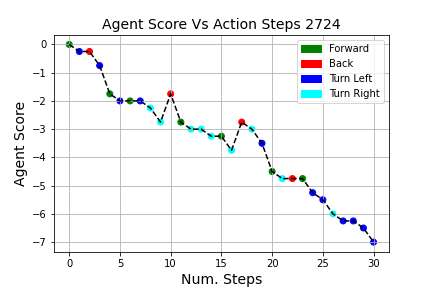 Agent Score Vs Action Steps 2724
Agent Score
0
−1
−2
−3
−4
−5
−6
−7
Forward
Back
Turn Left
Turn Right
0 5 10 15 20 25 30
Num. Steps